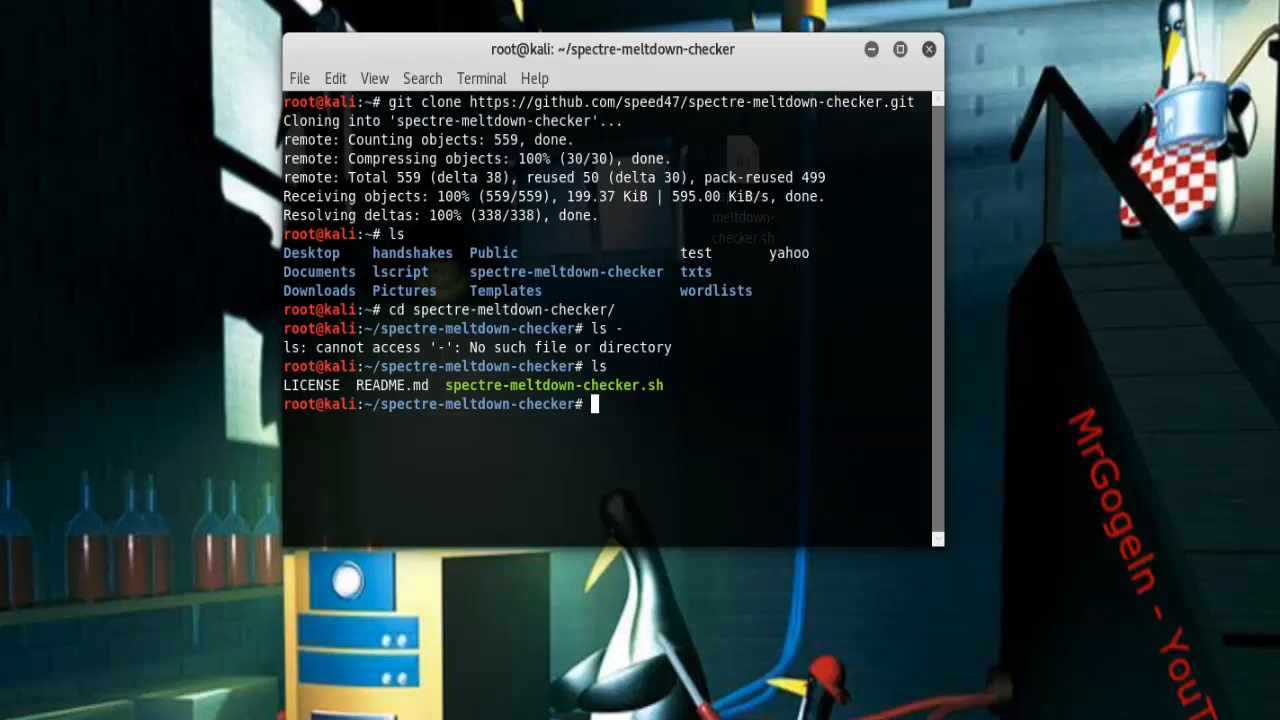 root@kali: ~/spectre-meltdown-checker
File Edit View Search Terminal Help
root@kali:~# git clone https://github.com/speed47/spectre-meltdown-checker.git
Cloning into 'spectre-meltdown-checker'...
remote: Counting objects: 559, done.
remote: Compressing objects: 100% (30/30), done.
remote: Total 559 (delta 38), reused 50 (delta 30), pack-reused 499
Receiving objects: 100% (559/559), 199.37 KiB | 595.00 KiB/s, done.
Resolving deltas: 100% (338/338), done.
root@kali:~# ls
Desktop handshakes Public test yahoo
Documents lscript spectre-meltdown-checker txts
Downloads Pictures Templates wordlists
root@kali:~# cd spectre-meltdown-checker/
root@kali:~/spectre-meltdown-checker# ls -
ls: cannot access '-': No such file or directory
root@kali:~/spectre-meltdown-checker# ls
LICENSE README.md spectre-meltdown-checker.sh
root@kali:~/spectre-meltdown-checker#
meltdown-
checker.sh
MrGogeln - YouT